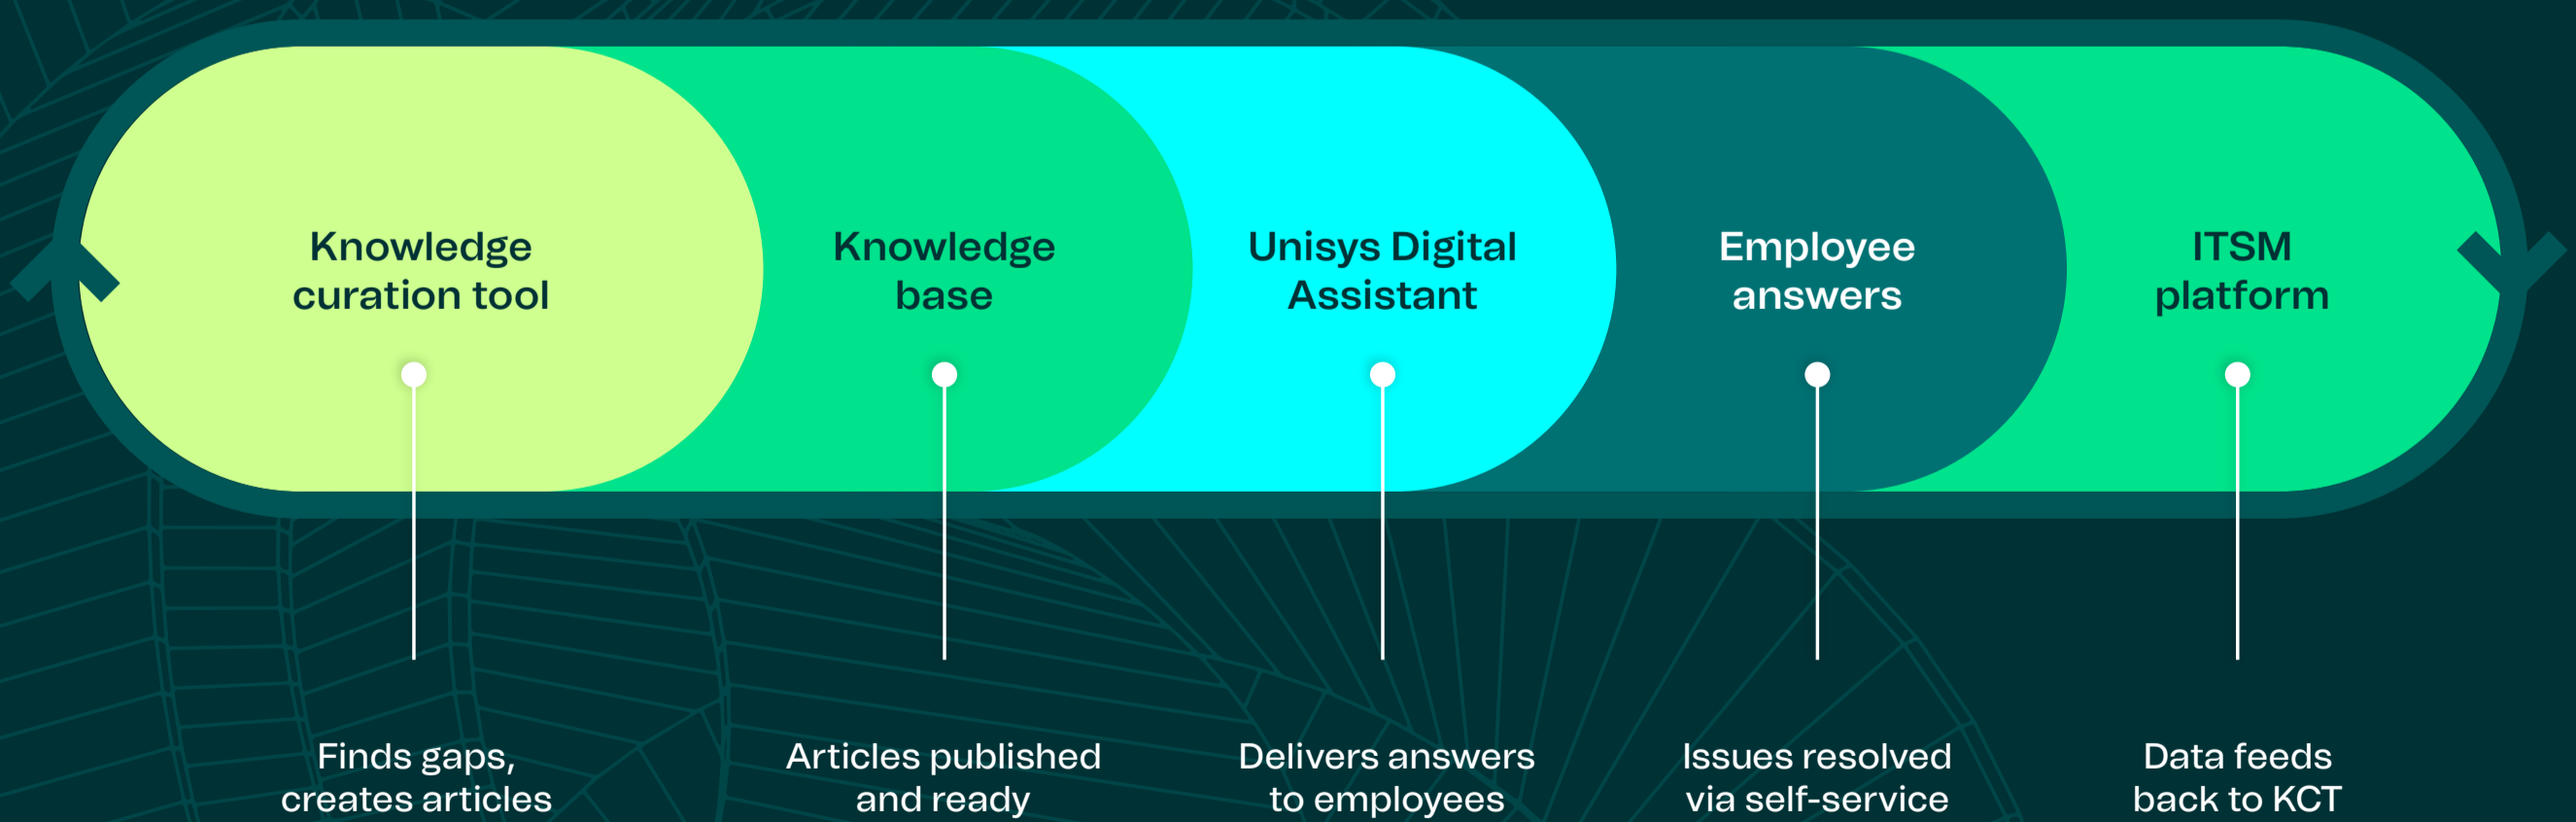 Knowledge
curation tool
Knowledge
base
Unisys Digital
Assistant
Employee
answers
ITSM
platform
Finds gaps,
creates articles
Articles published
and ready
Delivers answers
to employees
Issues resolved
via self-service
Data feeds
back to KCT